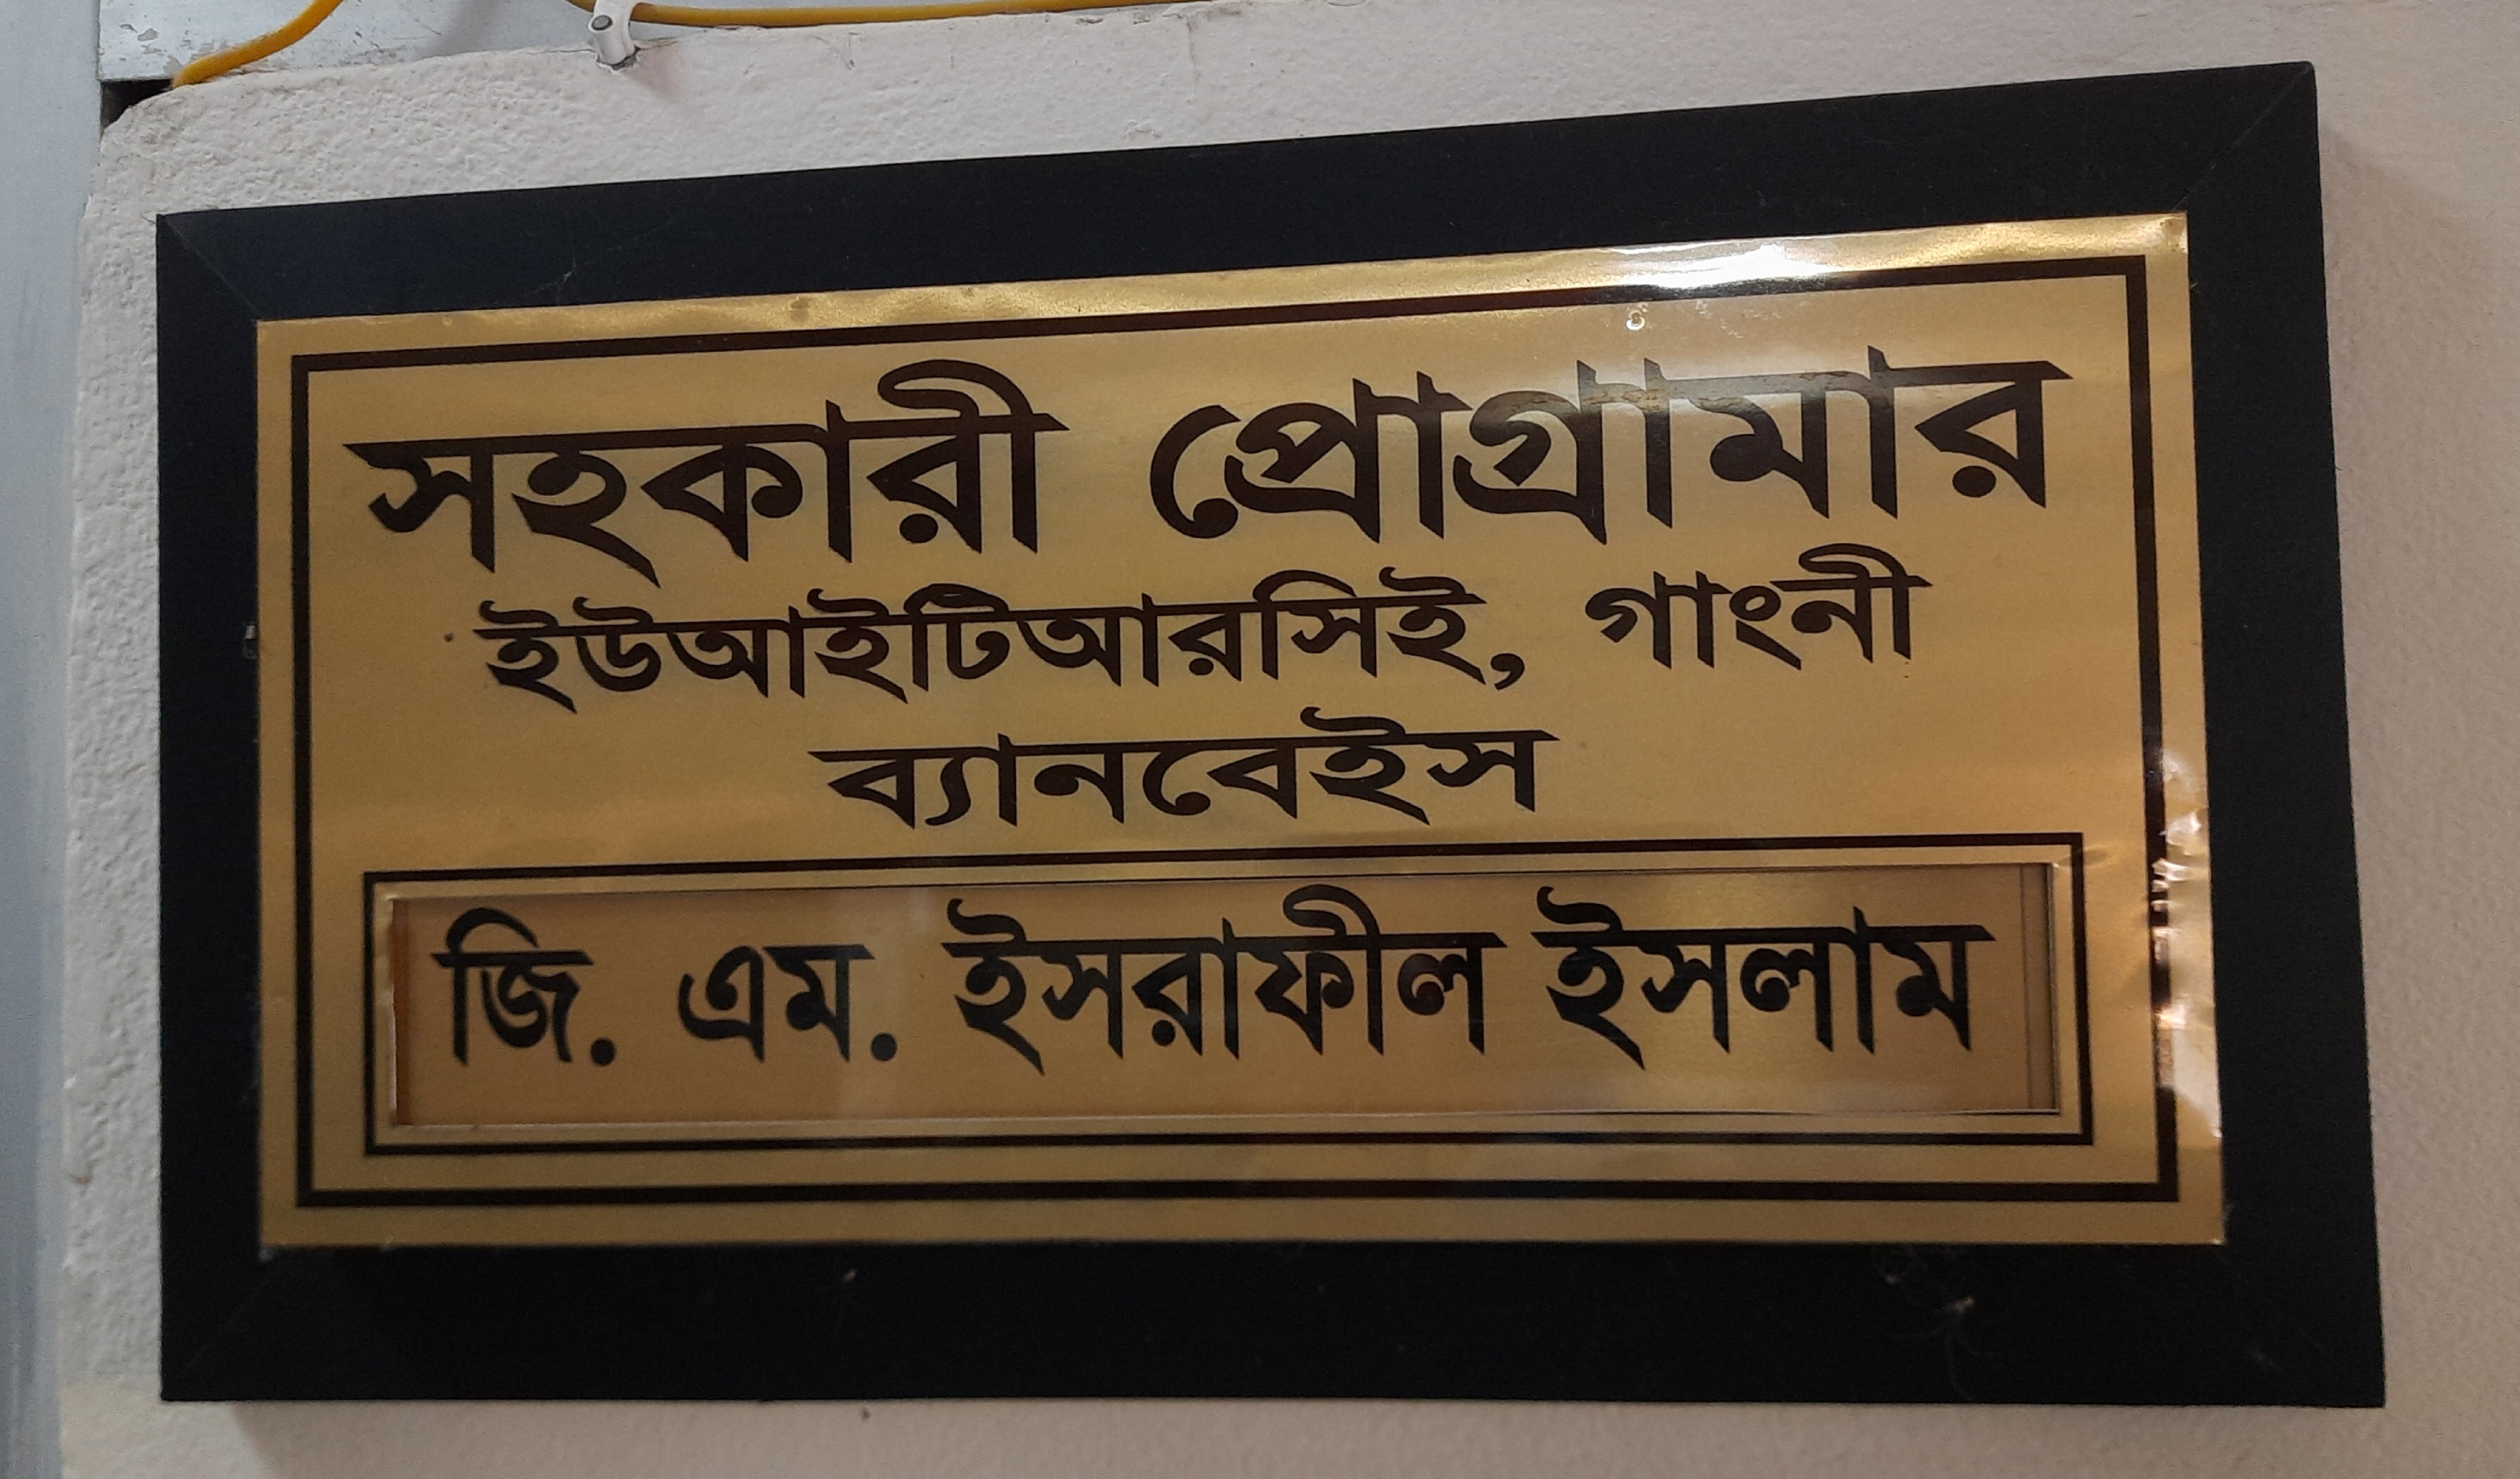 সহকারী প্রোগ্রামার
ইউআইটিআরসিই, গাংনী
ব্যানবেইস
জি. এম. ইসরাফীল ইসলাম